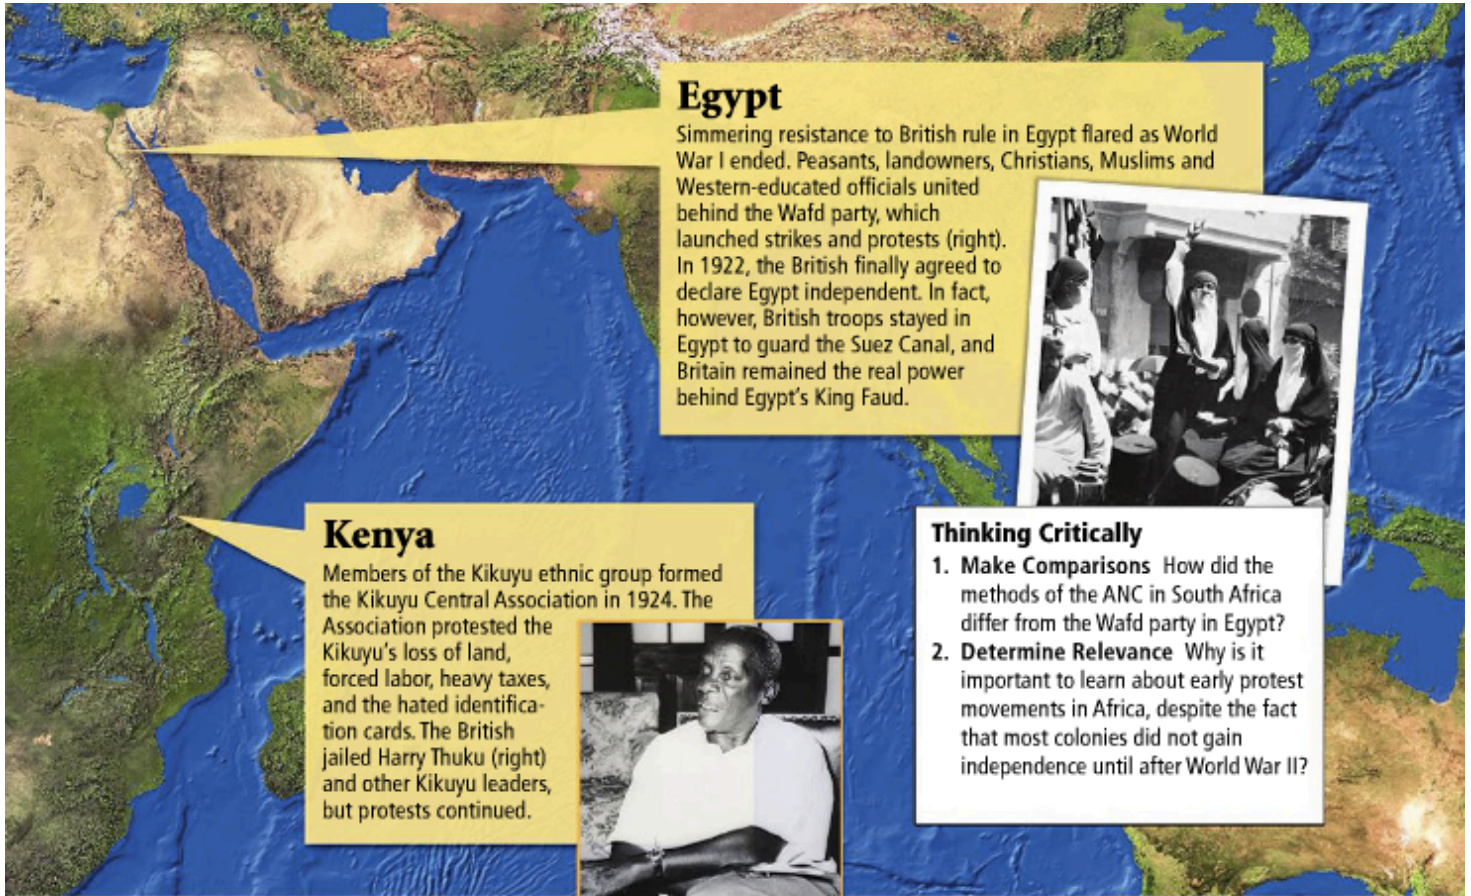 Egypt
Simmering resistance to British rule in Egypt flared as World
War I ended. Peasants, landowners, Christians, Muslims and
Western-educated officials united
behind the Wafd party, which
launched strikes and protests (right).
In 1922, the British finally agreed to
declare Egypt independent. In fact,
however, British troops stayed in
Egypt to guard the Suez Canal, and
Britain remained the real power
behind Egypt's King Faud.
Kenya
Members of the Kikuyu ethnic group formed
the Kikuyu Central Association in 1924. The
Association protested the
Kikuyu's loss of land,
forced labor, heavy taxes,
and the hated identifica-
tion cards. The British
jailed Harry Thuku (right)
and other Kikuyu leaders,
but protests continued.
Thinking Critically
1. Make Comparisons How did the
methods of the ANC in South Africa
differ from the Wafd party in Egypt?
2. Determine Relevance Why is it
important to learn about early protest
movements in Africa, despite the fact
that most colonies did not gain
independence until after World War II?